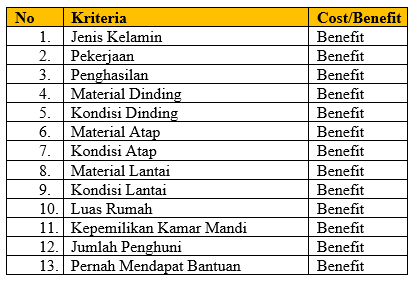 No Kriteria Cost/Benefit
1. Jenis Kelamin Benefit
2. Pekerjaan Benefit
3. Penghasilan Benefit
4. Material Dinding Benefit
5. Kondisi Dinding Benefit
6. Material Atap Benefit
7. Kondisi Atap Benefit
8. Material Lantai Benefit
9. Kondisi Lantai Benefit
10. Luas Rumah Benefit
11. Kepemilikan Kamar Mandi Benefit
12. Jumlah Penghuni Benefit
13. Pernah Mendapat Bantuan Benefit